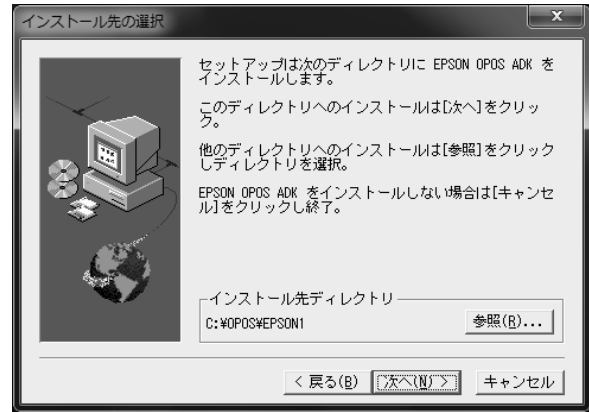 インストール先の選択
セットアップは次のディレクトリに EPSON OPOS ADK を
インストールします。
このディレクトリへのインストールは[次へ]をクリッ
ク。
他のディレクトリへのインストールは[参照]をクリック
しディレクトリを選択。
EPSON OPOS ADK をインストールしない場合は[キャンセ
ル]をクリックし終了。
インストール先ディレクトリ
C:¥OPOS¥EPSON1
参照(R)...
< 戻る(B)
次へ(N) >
キャンセル